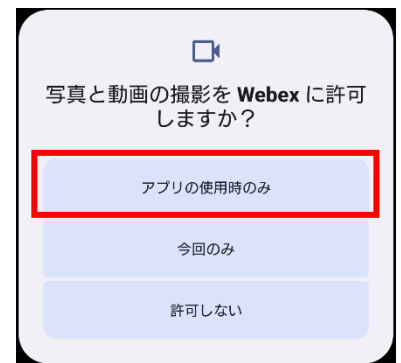 写真と動画の撮影を Webex に許可
しますか？
アプリの使用時のみ
今回のみ
許可しない